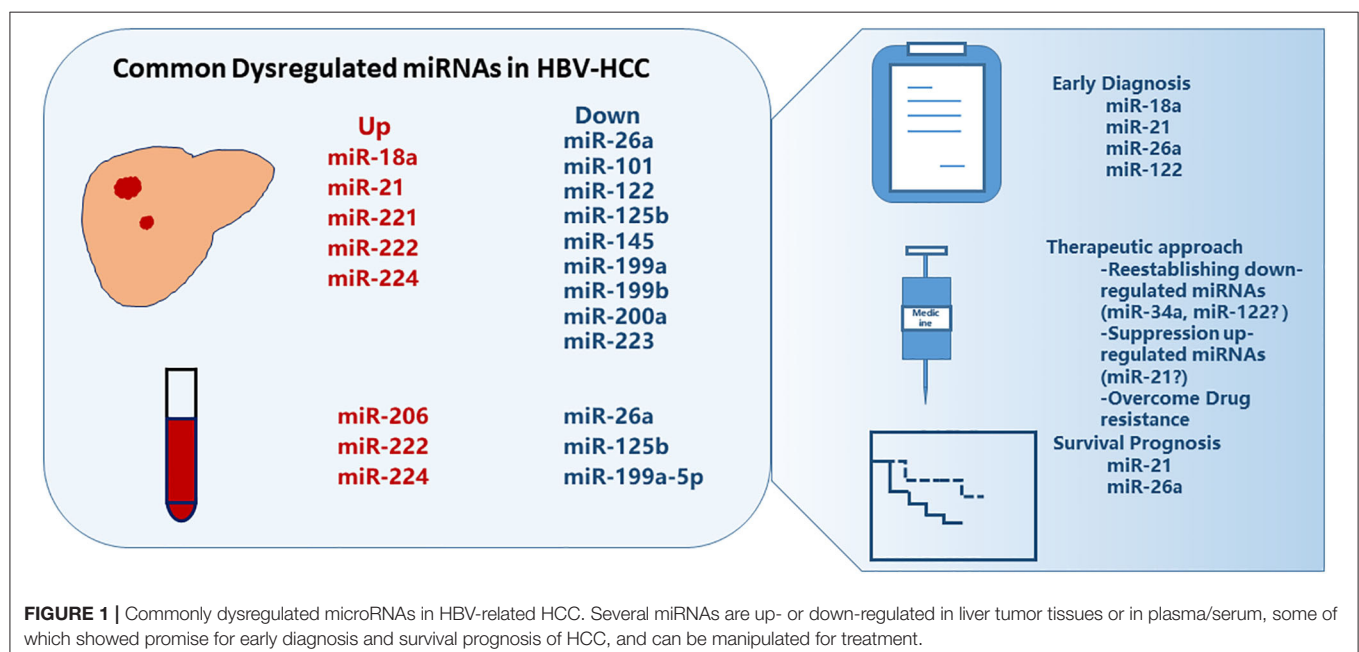 Common Dysregulated miRNAs in HBV-HCC
Up
miR-18a
miR-21
miR-221
miR-222
miR-224
Down
miR-26a
miR-101
miR-122
miR-125b
miR-145
miR-199a
miR-199b
miR-200a
miR-223
miR-206
miR-222
miR-224
miR-26a
miR-125b
miR-199a-5p
Early Diagnosis
miR-18a
miR-21
miR-26a
miR-122
Medic
ine
Therapeutic approach
-Reestablishing down-
regulated miRNAs
(miR-34a, miR-122?)
-Suppression up-
regulated miRNAs
(miR-21?)
-Overcome Drug
resistance
Survival Prognosis
miR-21
miR-26a
FIGURE 1 | Commonly dysregulated microRNAs in HBV-related HCC. Several miRNAs are up- or down-regulated in liver tumor tissues or in plasma/serum, some of
which showed promise for early diagnosis and survival prognosis of HCC, and can be manipulated for treatment.